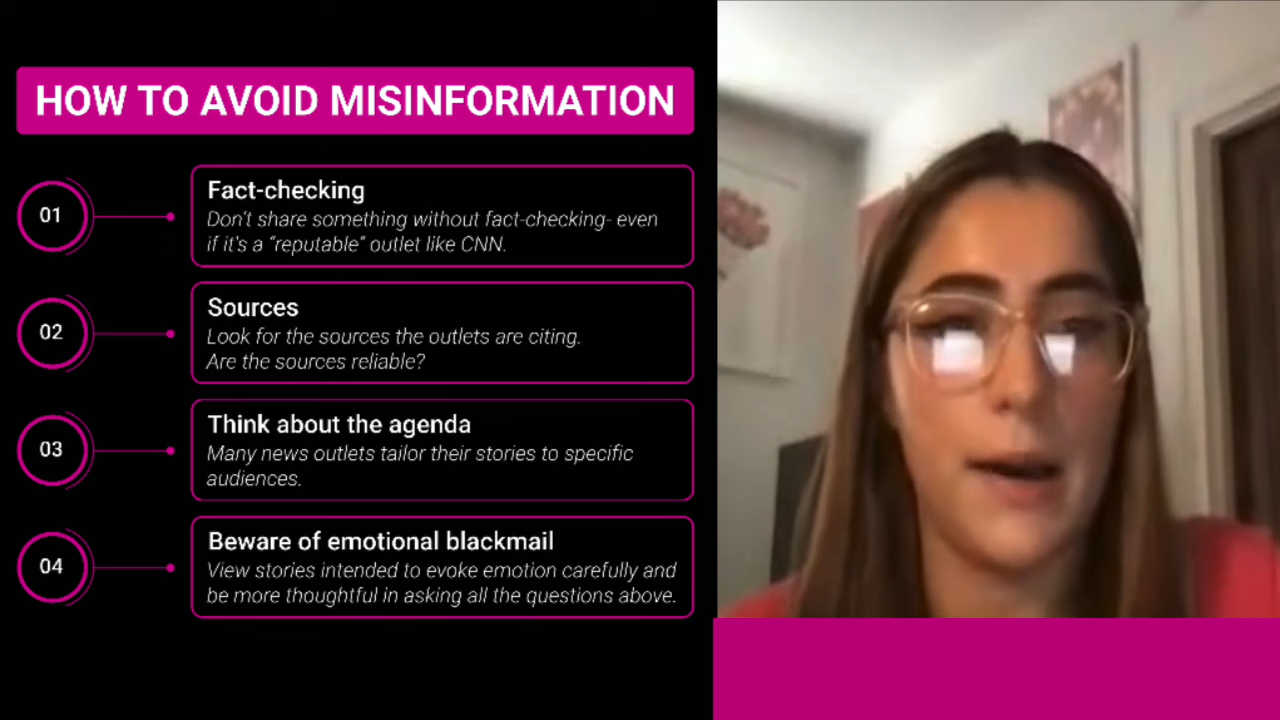 HOW TO AVOID MISINFORMATION
01
Fact-checking
Don't share something without fact-checking- even
if it's a "reputable" outlet like CNN.
02
Sources
Look for the sources the outlets are citing.
Are the sources reliable?
03
Think about the agenda
Many news outlets tailor their stories to specific
audiences.
04
Beware of emotional blackmail
View stories intended to evoke emotion carefully and
be more thoughtful in asking all the questions above.